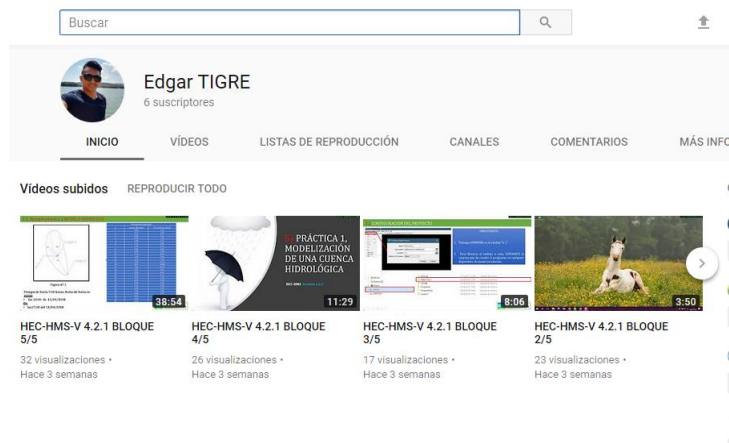 Buscar
Edgar TIGRE
6 suscriptores
INICIO
VÍDEOS
LISTAS DE REPRODUCCIÓN
CANALES
COMENTARIOS
MÁS INFO
Vídeos subidos
REPRODUCIR TODO
38:54
PRÁCTICA 1,
MODELIZACIÓN
DE UNA CUENCA
HIDROLÓGICA
11:29
8:06
3:50
HEC-HMS-V 4.2.1 BLOQUE
5/5
32 visualizaciones •
Hace 3 semanas
HEC-HMS-V 4.2.1 BLOQUE
4/5
26 visualizaciones •
Hace 3 semanas
HEC-HMS-V 4.2.1 BLOQUE
3/5
17 visualizaciones •
Hace 3 semanas
HEC-HMS-V 4.2.1 BLOQUE
2/5
23 visualizaciones •
Hace 3 semanas